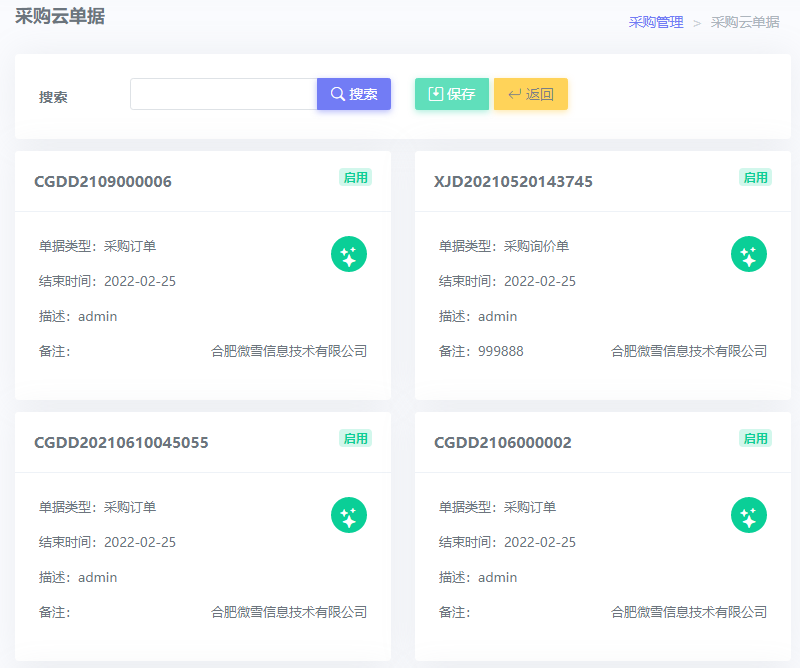 采购云单据
采购管理 > 采购云单据
搜索 搜索 保存 返回
CGDD2109000006 启用
单据类型：采购订单
结束时间：2022-02-25
描述：admin
备注： 合肥微雪信息技术有限公司
XJD20210520143745 启用
单据类型：采购询价单
结束时间：2022-02-25
描述：admin
备注：999888 合肥微雪信息技术有限公司
CGDD20210610045055 启用
单据类型：采购订单
结束时间：2022-02-25
描述：admin
备注： 合肥微雪信息技术有限公司
CGDD2106000002 启用
单据类型：采购订单
结束时间：2022-02-25
描述：admin
备注： 合肥微雪信息技术有限公司